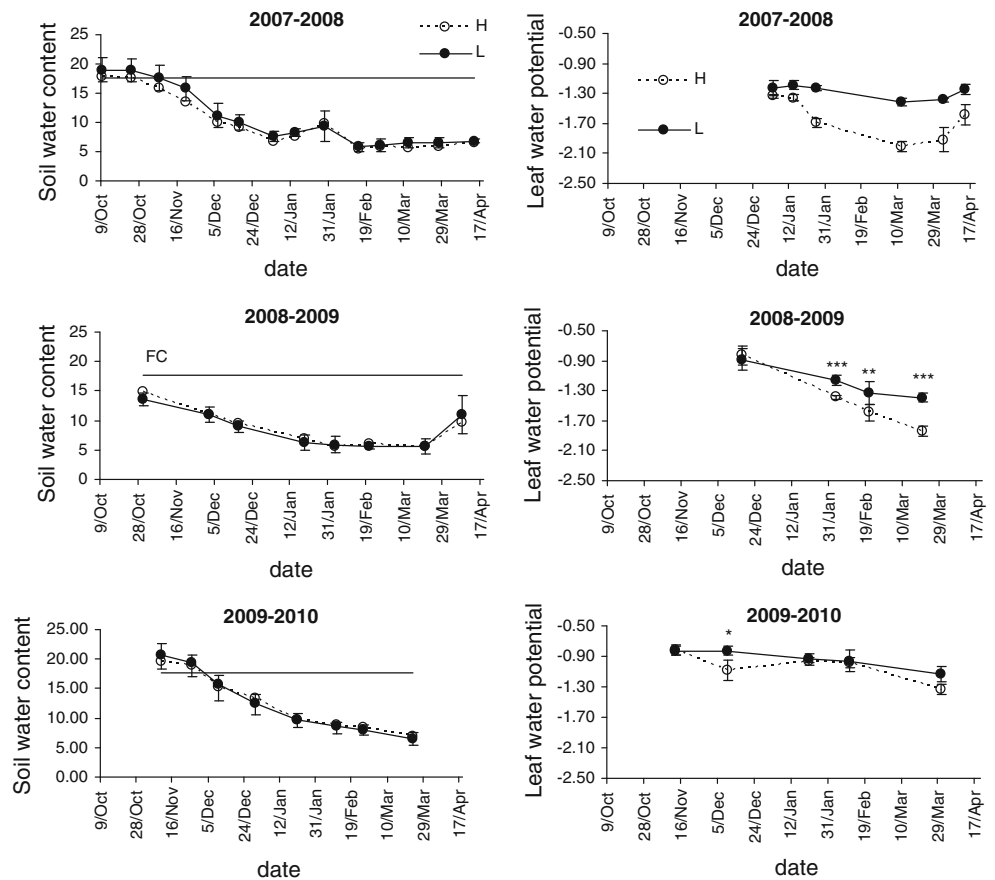 2007-2008
Soil water content
25
20
15
10
5
0
H
L
9/Oct
28/Oct
16/Nov
5/Dec
24/Dec
12/Jan
31/Jan
19/Feb
10/Mar
29/Mar
17/Apr
date
2007-2008
Leaf water potential
-0.50
-0.90
-1.30
-1.70
-2.10
-2.50
H
L
9/Oct
28/Oct
16/Nov
5/Dec
24/Dec
12/Jan
31/Jan
19/Feb
10/Mar
29/Mar
17/Apr
date
2008-2009
Soil water content
25
20
15
10
5
0
FC
9/Oct
28/Oct
16/Nov
5/Dec
24/Dec
12/Jan
31/Jan
19/Feb
10/Mar
29/Mar
17/Apr
date
2008-2009
Leaf water potential
-0.50
-0.90
-1.30
-1.70
-2.10
-2.50
***
**
***
9/Oct
28/Oct
16/Nov
5/Dec
24/Dec
12/Jan
31/Jan
19/Feb
10/Mar
29/Mar
17/Apr
date
2009-2010
Soil water content
25.00
20.00
15.00
10.00
5.00
0.00
9/Oct
28/Oct
16/Nov
5/Dec
24/Dec
12/Jan
31/Jan
19/Feb
10/Mar
29/Mar
17/Apr
date
2009-2010
Leaf water potential
-0.50
-0.90
-1.30
-1.70
-2.10
-2.50
*
9/Oct
28/Oct
16/Nov
5/Dec
24/Dec
12/Jan
31/Jan
19/Feb
10/Mar
29/Mar
17/Apr
date